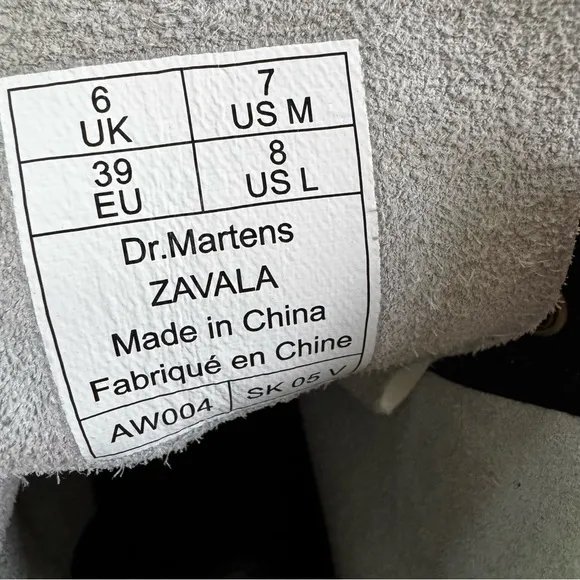 6 7
UK US M
39 8
EU US L
Dr.Martens
ZAVALA
Made in China
Fabriqué en Chine
AW004 SK 05 V